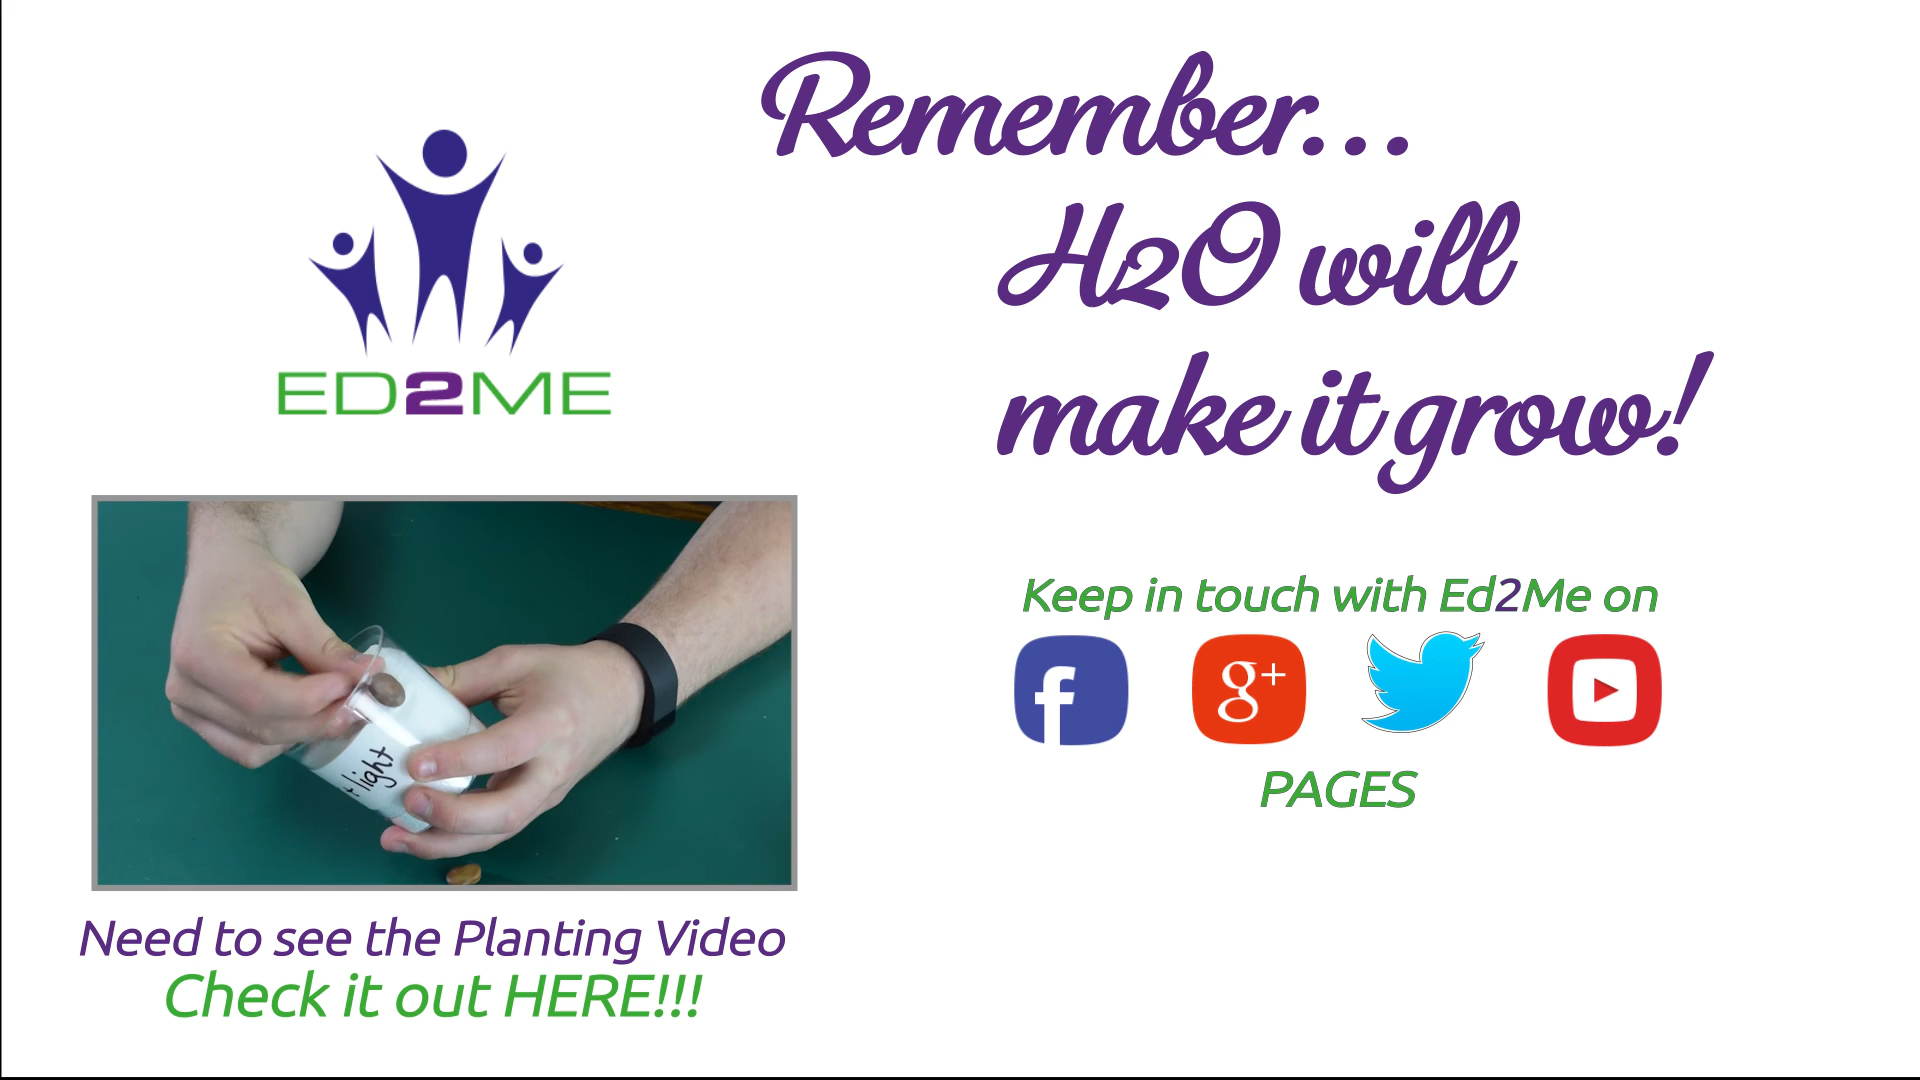 Remember...
H2O will
make it grow!
ED2ME
light
Need to see the Planting Video
Check it out HERE!!!
Keep in touch with Ed2Me on
f
g+
PAGES